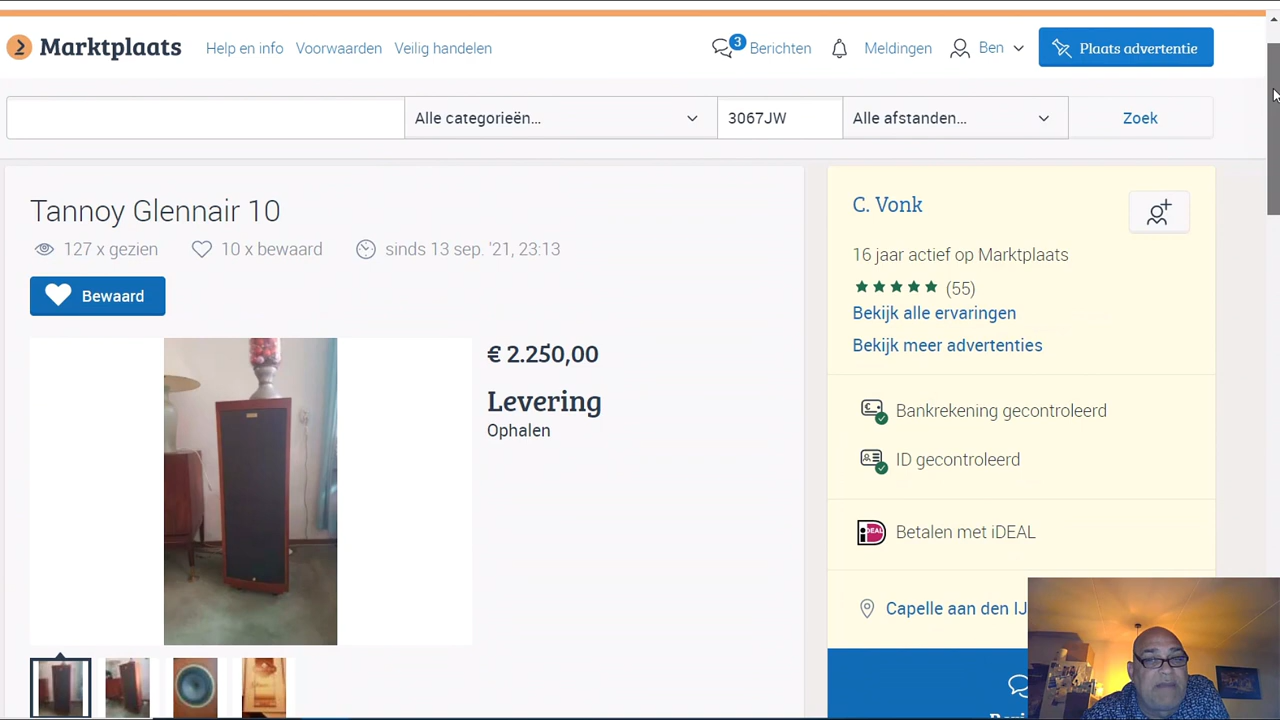 Marktplaats
Help en info Voorwaarden Veilig handelen
3 Berichten Meldingen Ben Plaats advertentie
Alle categorieën... 3067JW Alle afstanden... Zoek
Tannoy Glennair 10
127 x gezien 10 x bewaard sinds 13 sep. '21, 23:13
Bewaard
€ 2.250,00
Levering
Ophalen
C. Vonk
16 jaar actief op Marktplaats
(55)
Bekijk alle ervaringen
Bekijk meer advertenties
Bankrekening gecontroleerd
ID gecontroleerd
iDEAL Betalen met iDEAL
Capelle aan den IJ